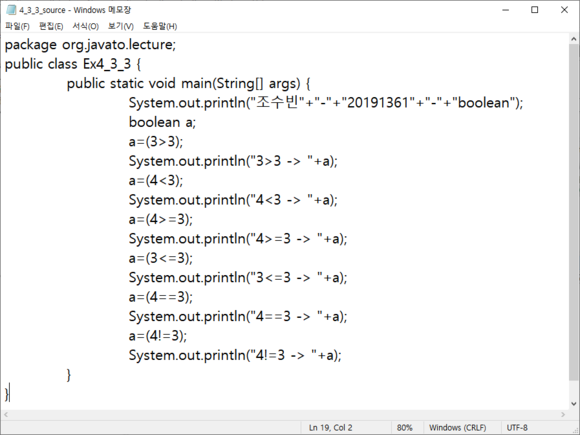 4_3_3_source - Windows 메모장
파일(F) 편집(E) 서식(O) 보기(V) 도움말(H)
package org.javato.lecture;
public class Ex4_3_3 {
public static void main(String[] args) {
System.out.println("조수빈"+"-"+"20191361"+"-"+"boolean");
boolean a;
a=(3>3);
System.out.println("3>3 -> "+a);
a=(4<3);
System.out.println("4<3 -> "+a);
a=(4>=3);
System.out.println("4>=3 -> "+a);
a=(3<=3);
System.out.println("3<=3 -> "+a);
a=(4==3);
System.out.println("4==3 -> "+a);
a=(4!=3);
System.out.println("4!=3 -> "+a);
}
}
Ln 19, Col 2 80% Windows (CRLF) UTF-8